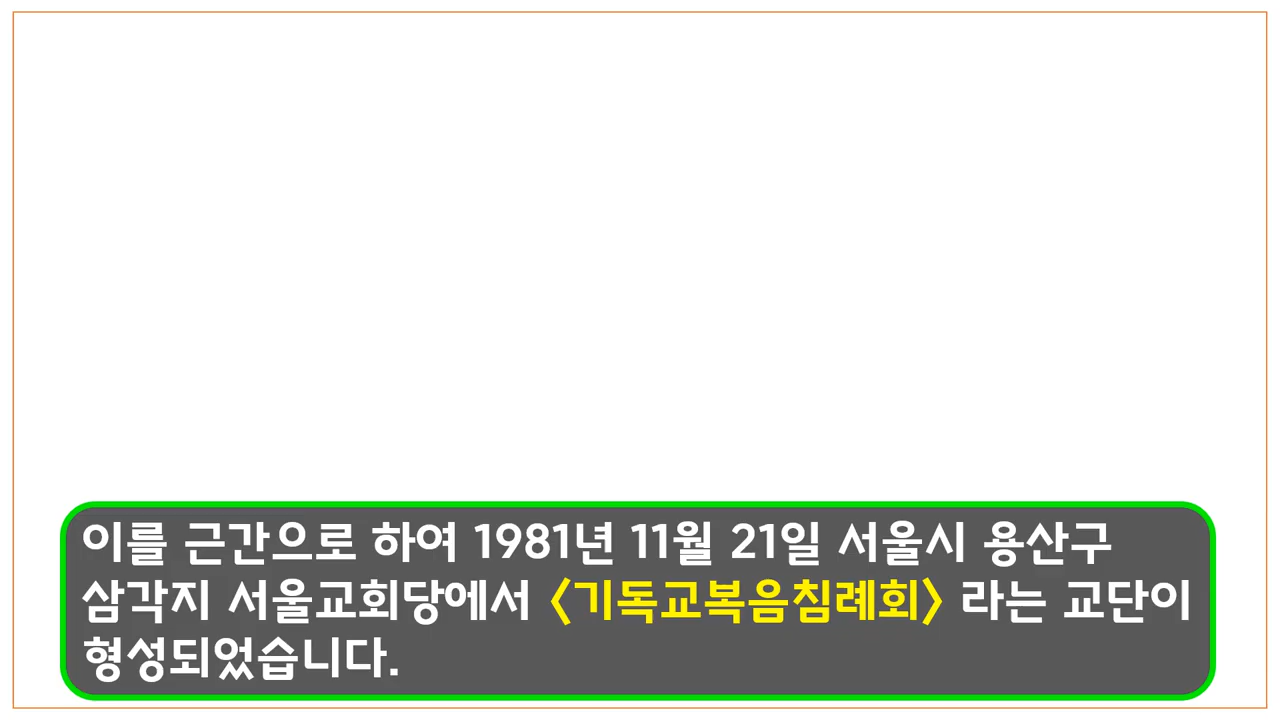 이를 근간으로 하여 1981년 11월 21일 서울시 용산구
삼각지 서울교회당에서 <기독교복음침례회> 라는 교단이
형성되었습니다.